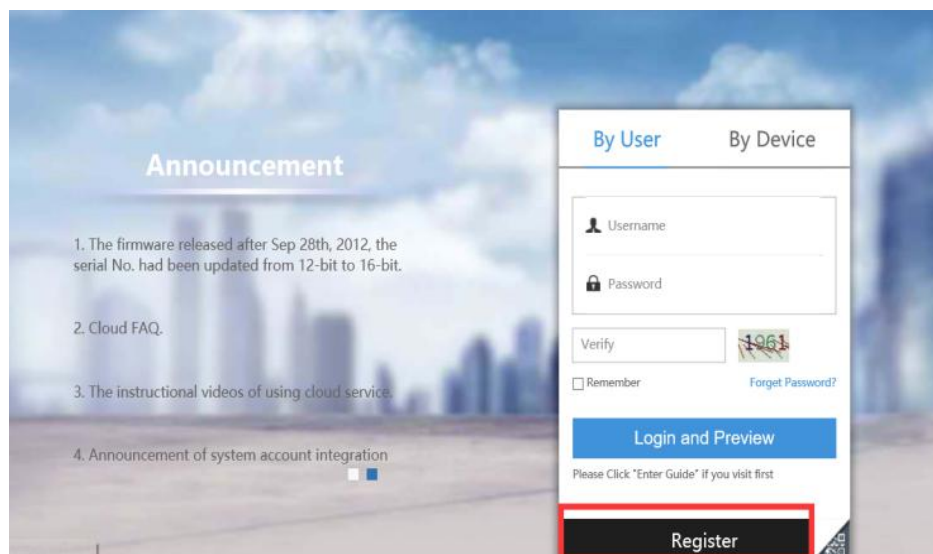 Announcement
1. The firmware released after Sep 28th, 2012, the
serial No. had been updated from 12-bit to 16-bit.
2. Cloud FAQ.
3. The instructional videos of using cloud service.
4. Announcement of system account integration
By User By Device
Username
Password
Verify 1961
Remember Forget Password?
Login and Preview
Please Click "Enter Guide" if you visit first
Register